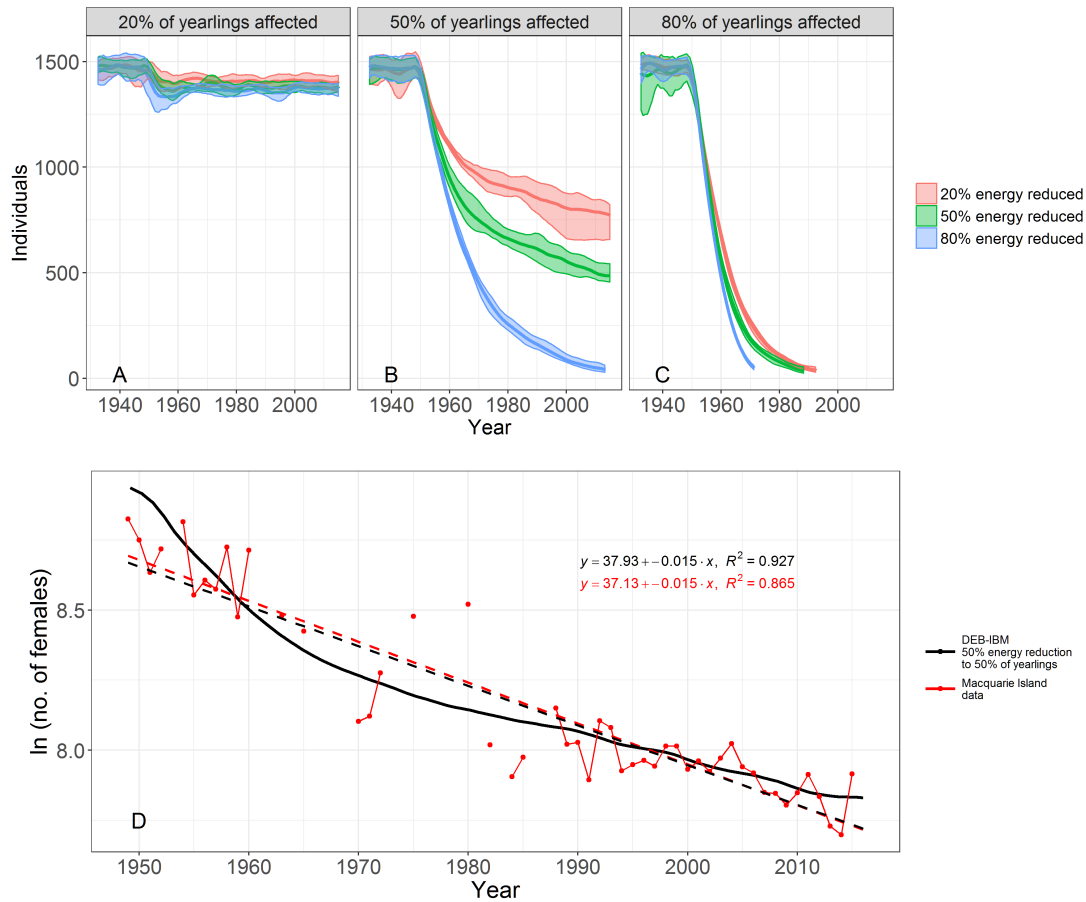 20% of yearlings affected 50% of yearlings affected 80% of yearlings affected
1500
1000
500
0
Individuals
A B C
1940 1960 1980 2000 1940 1960 1980 2000 1940 1960 1980 2000
Year
20% energy reduced
50% energy reduced
80% energy reduced
y = 37.93 + −0.015 · x, R² = 0.927
y = 37.13 + −0.015 · x, R² = 0.865
8.5
8.0
ln (no. of females)
D
1950 1960 1970 1980 1990 2000 2010
Year
DEB-IBM
50% energy reduction
to 50% of yearlings
Macquarie Island
data